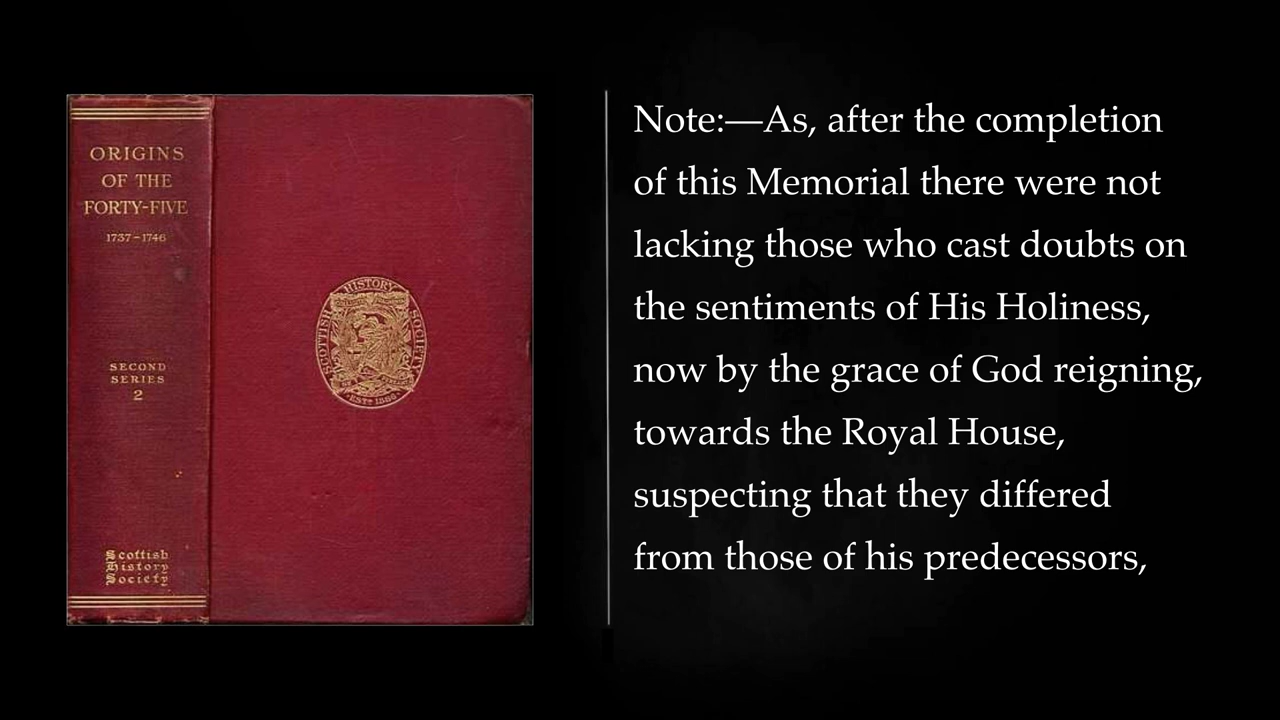 ORIGINS
OF THE
FORTY-FIVE
1737-1746
SECOND
SERIES
2
Scottish
History
Society
SCOTTISH HISTORY SOCIETY
ESTD 1886
Note:—As, after the completion
of this Memorial there were not
lacking those who cast doubts on
the sentiments of His Holiness,
now by the grace of God reigning,
towards the Royal House,
suspecting that they differed
from those of his predecessors,